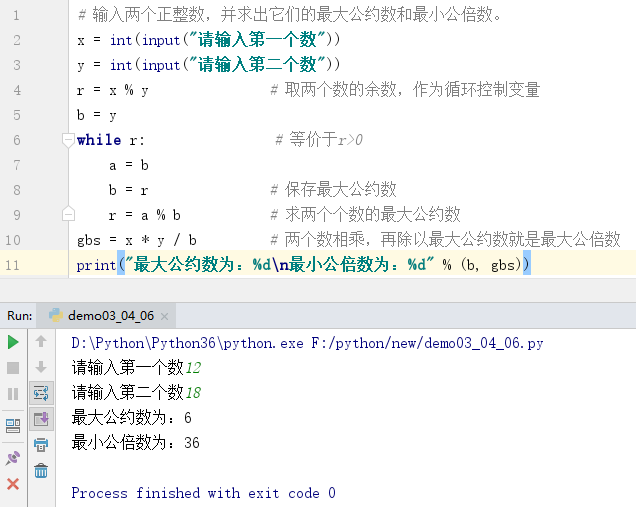 1 # 输入两个正整数，并求出它们的最大公约数和最小公倍数。
2 x = int(input("请输入第一个数"))
3 y = int(input("请输入第二个数"))
4 r = x % y # 取两个数的余数，作为循环控制变量
5 b = y
6 while r: # 等价于r>0
7 a = b
8 b = r # 保存最大公约数
9 r = a % b # 求两个个数的最大公约数
10 gbs = x * y / b # 两个数相乘，再除以最大公约数就是最大公倍数
11 print("最大公约数为：%d\n最小公倍数为：%d" % (b, gbs))
Run: demo03_04_06 ×
D:\Python\Python36\python.exe F:/python/new/demo03_04_06.py
请输入第一个数12
请输入第二个数18
最大公约数为：6
最小公倍数为：36
Process finished with exit code 0